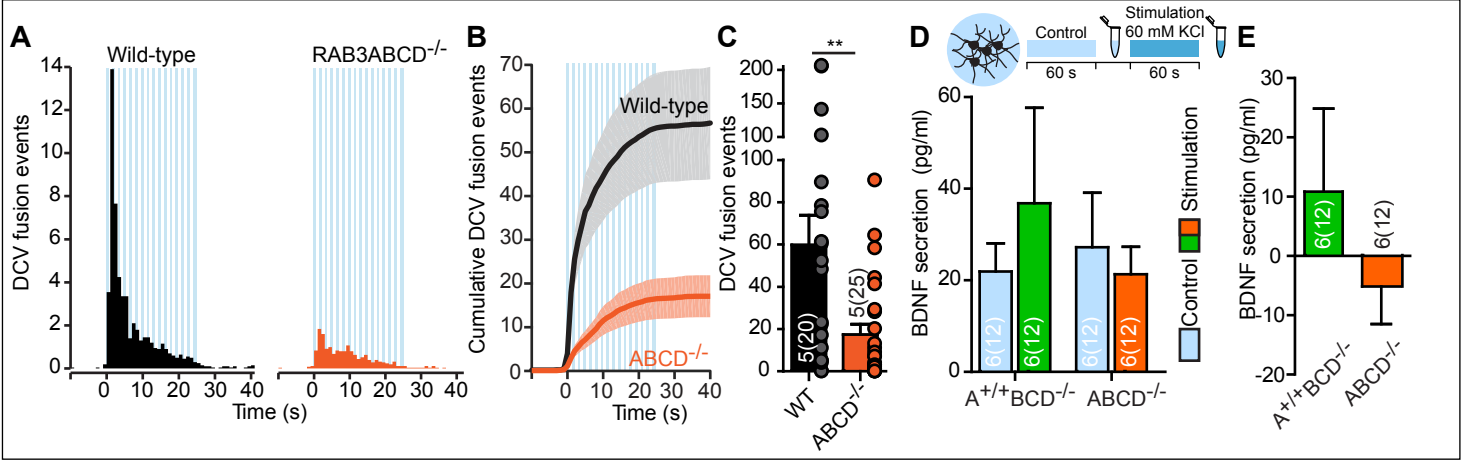 A
Wild-type
RAB3ABCD-/-
DCV fusion events
14
12
10
8
6
4
2
0
0 10 20 30 40
0 10 20 30 40
Time (s)
B
Cumulative DCV fusion events
70
60
50
40
30
20
10
0
Wild-type
ABCD-/-
0 10 20 30 40
Time (s)
C
**
DCV fusion events
200
150
100
100
80
60
40
20
0
5(20)
5(25)
WT
ABCD-/-
D
Control
Stimulation
60 mM KCl
60 s
60 s
BDNF secretion (pg/ml)
60
40
20
0
6(12)
6(12)
6(12)
6(12)
A+/+BCD-/-
ABCD-/-
Control
Stimulation
E
BDNF secretion (pg/ml)
30
20
10
0
-10
-20
6(12)
6(12)
A+/+BCD-/-
ABCD-/-